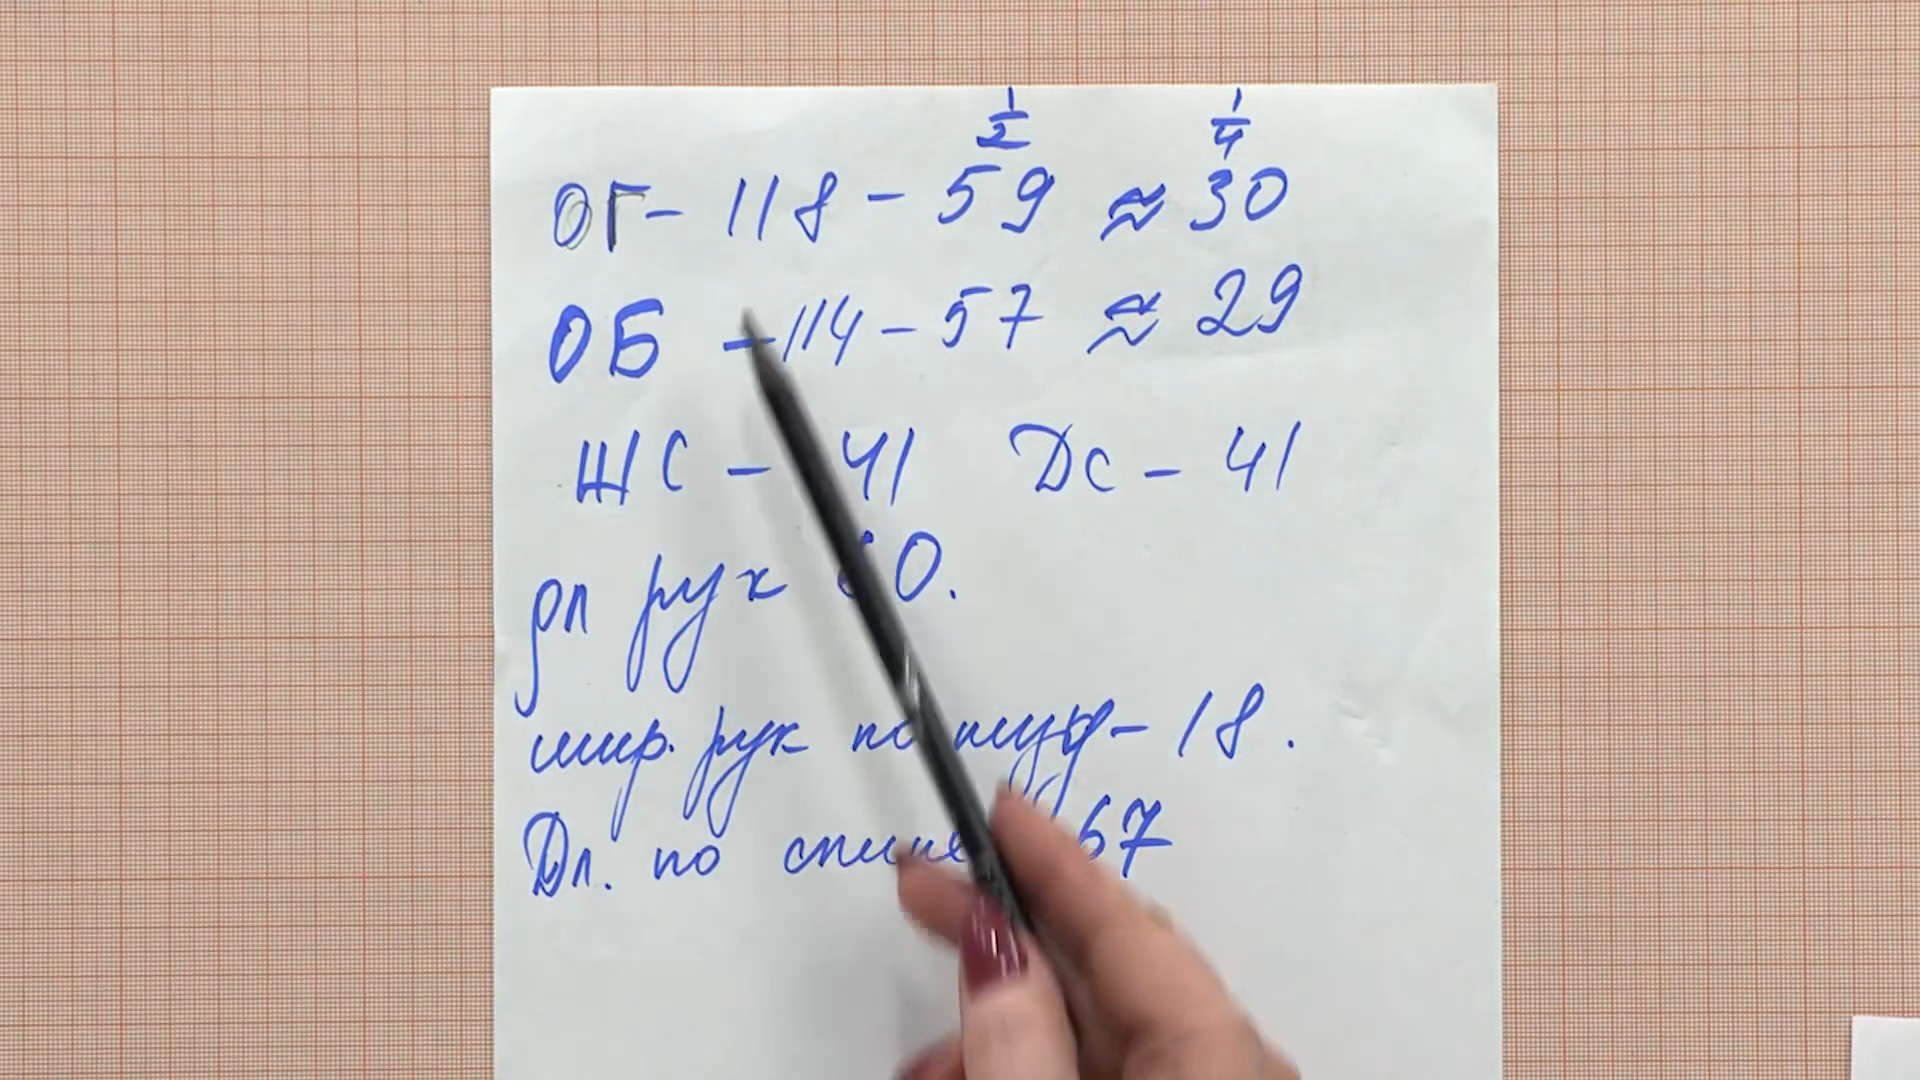 1/2 1/4
ОГ - 118 - 59 ≈ 30
ОБ - 114 - 57 ≈ 29
ШС - 41 ДС - 41
дл рук
шир. рук по - 18.
Дл. по 67